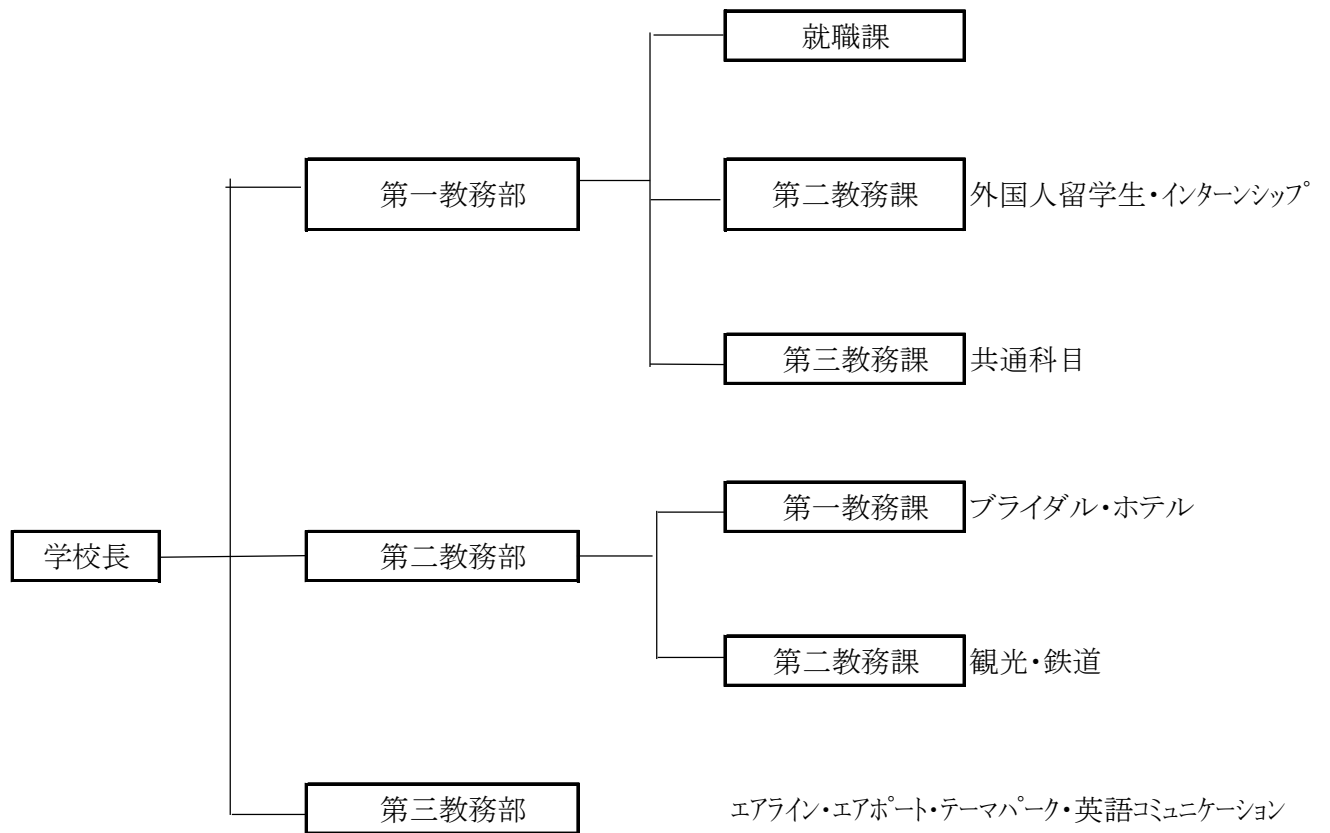 就職課
第一教務部
第二教務課 外国人留学生・インターンシップ
第三教務課 共通科目
第一教務課 ブライダル・ホテル
学校長
第二教務部
第二教務課 観光・鉄道
第三教務部
エアライン・エアポート・テーマパーク・英語コミュニケーション